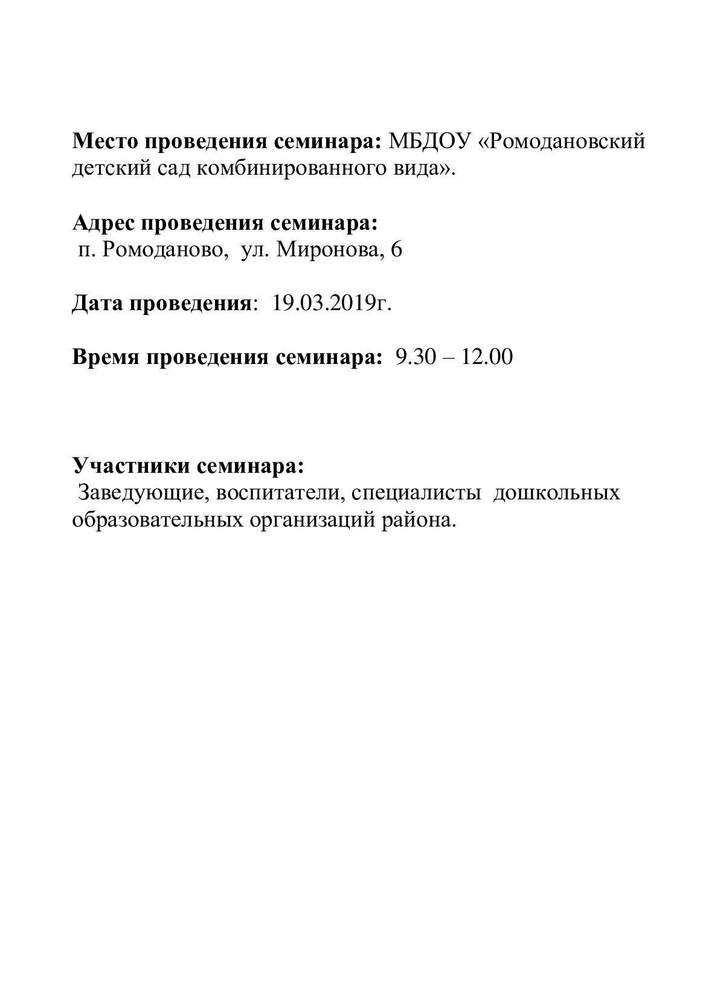 Место проведения семинара: МБДОУ «Ромодановский
детский сад комбинированного вида».
Адрес проведения семинара:
п. Ромоданово, ул. Миронова, 6
Дата проведения: 19.03.2019г.
Время проведения семинара: 9.30 – 12.00
Участники семинара:
Заведующие, воспитатели, специалисты дошкольных
образовательных организаций района.